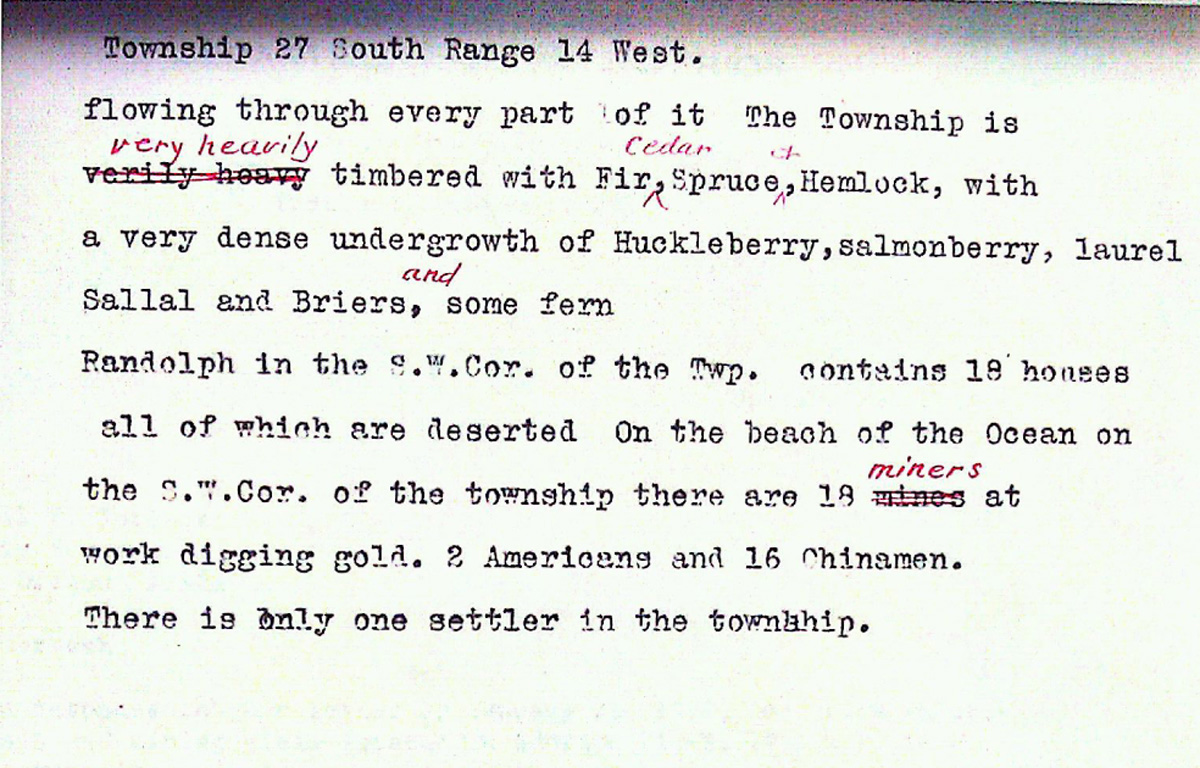 Township 27 South Range 14 West.
flowing through every part of it The Township is
very heavily Cedar &
verily heavy timbered with Fir, Spruce, Hemlock, with
a very dense undergrowth of Huckleberry, salmonberry, laurel
and
Sallal and Briers, some fern
Randolph in the S.W.Cor. of the Twp. contains 18 houses
all of which are deserted On the beach of the Ocean on
miners
the S.W.Cor. of the township there are 18 mines at
work digging gold. 2 Americans and 16 Chinamen.
There is only one settler in the township.